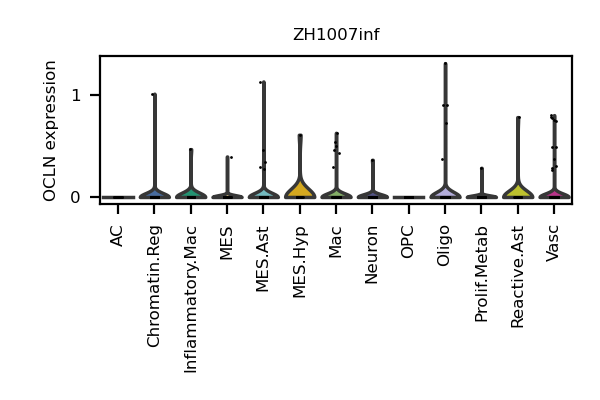 ZH1007inf
OCLN expression
1
0
AC
Chromatin.Reg
Inflammatory.Mac
MES
MES.Ast
MES.Hyp
Mac
Neuron
OPC
Oligo
Prolif.Metab
Reactive.Ast
Vasc